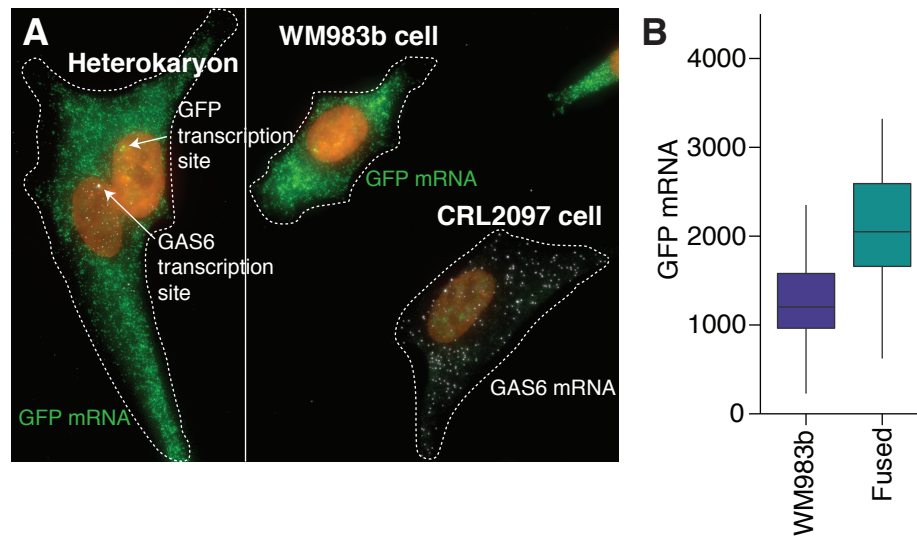 A
Heterokaryon
GFP
transcription
site
GAS6
transcription
site
GFP mRNA
WM983b cell
GFP mRNA
CRL2097 cell
GAS6 mRNA
B
GFP mRNA
4000
3000
2000
1000
0
WM983b
Fused